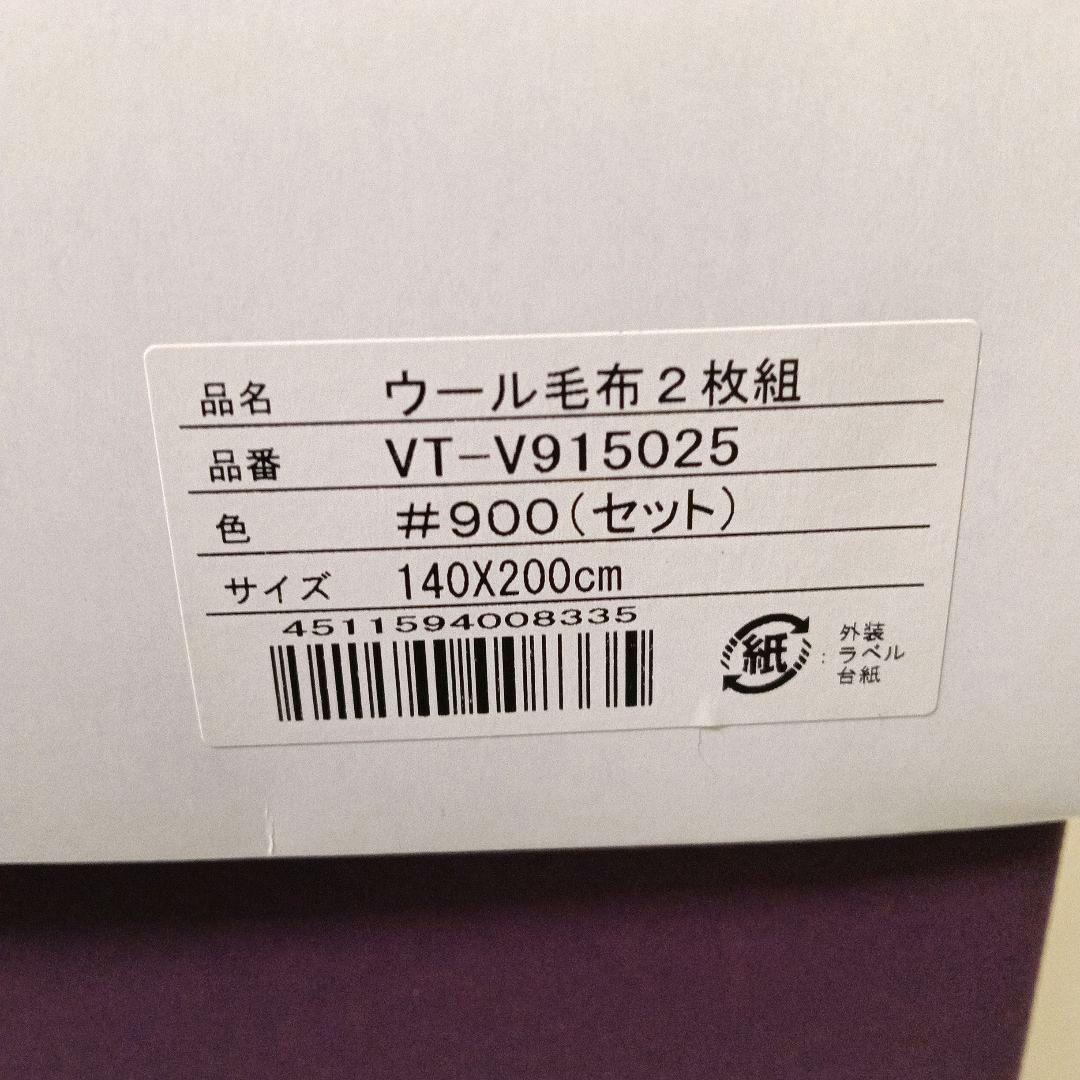 品名 ウール毛布２枚組
品番 VT-V915025
色 #900(セット)
サイズ 140X200cm
4511594008335
紙 : 外装
ラベル
台紙